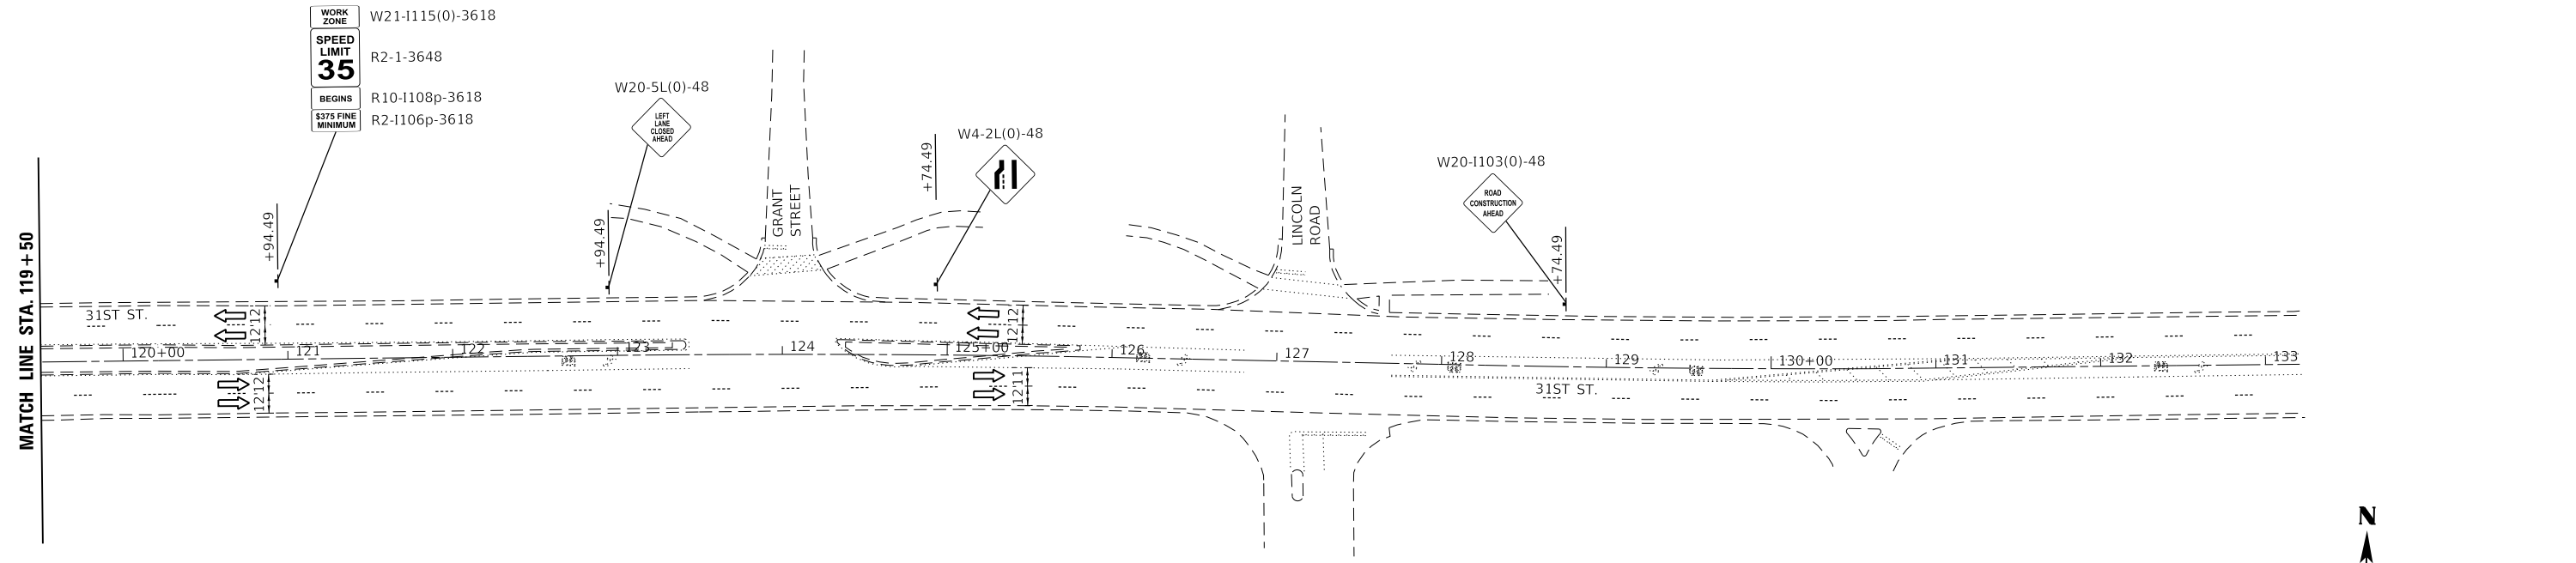 WORK
ZONE
W21-I115(0)-3618
SPEED
LIMIT
35
R2-1-3648
BEGINS
R10-I108p-3618
$375 FINE
MINIMUM
R2-I106p-3618
W20-5L(0)-48
LEFT
LANE
CLOSED
AHEAD
W4-2L(0)-48
W20-I103(0)-48
ROAD
CONSTRUCTION
AHEAD
+94.49
+94.49
+74.49
+74.49
GRANT
STREET
LINCOLN
ROAD
MATCH LINE STA. 119+50
31ST ST.
12'
12'
12'
12'
120+00
121
122
123
124
125+00
126
127
128
129
130+00
131
132
133
12'
12'
12'
11'
31ST ST.
N